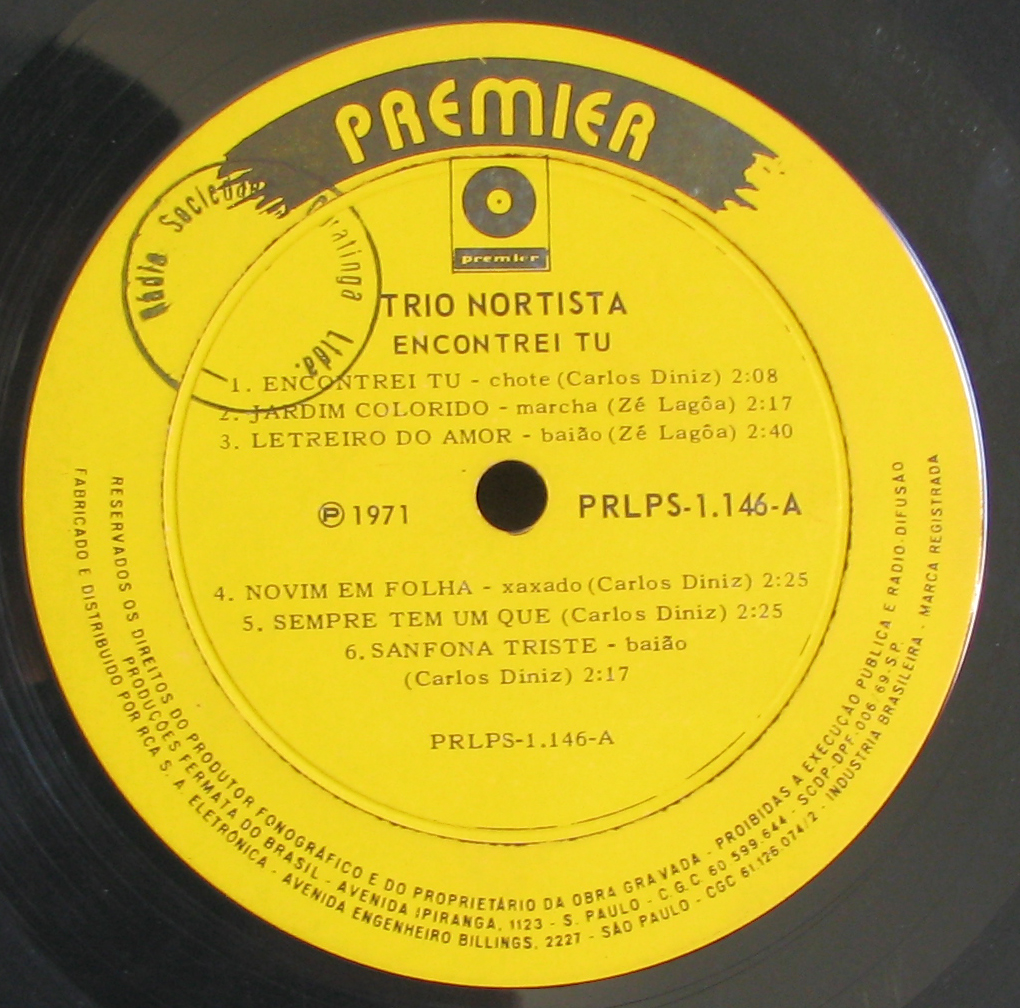 PREMIER
premier
Rádio Sociedade
ratinga Ltda.
TRIO NORTISTA
ENCONTREI TU
1. ENCONTREI TU - chote (Carlos Diniz) 2:08
2. JARDIM COLORIDO - marcha (Zé Lagôa) 2:17
3. LETREIRO DO AMOR - baião (Zé Lagôa) 2:40
Ⓟ 1971
PRLPS-1.146-A
4. NOVIM EM FOLHA - xaxado (Carlos Diniz) 2:25
5. SEMPRE TEM UM QUE (Carlos Diniz) 2:25
6. SANFONA TRISTE - baião
(Carlos Diniz) 2:17
PRLPS-1.146-A
RESERVADOS OS DIREITOS DO PRODUTOR FONOGRÁFICO E DO PROPRIETÁRIO DA OBRA GRAVADA - PROIBIDAS A EXECUÇÃO PUBLICA E RADIO-DIFUSÃO
PRODUÇÕES FERMATA DO BRASIL - AVENIDA IPIRANGA, 1123 - S. PAULO - C.G.C. 60.599.644 - SCDP-DPF-006/69-SP.
FABRICADO E DISTRIBUIDO POR RCA S. A. ELETRÔNICA - AVENIDA ENGENHEIRO BILLINGS, 2227 - SÃO PAULO - CGC 61.126.074/2 - INDUSTRIA BRASILEIRA - MARCA REGISTRADA